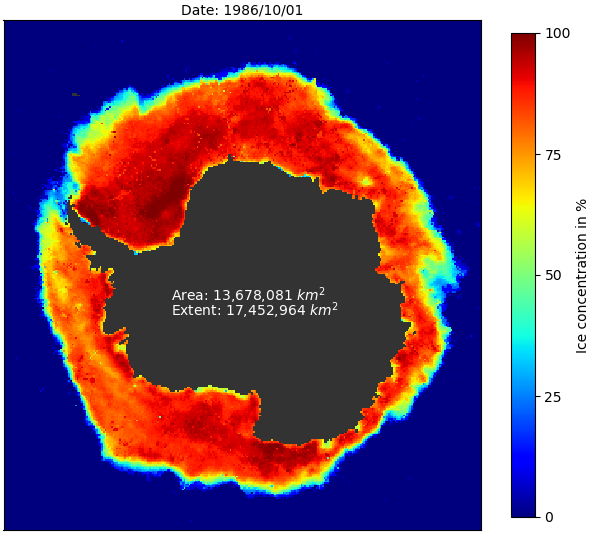 Date: 1986/10/01
Area: 13,678,081 km²
Extent: 17,452,964 km²
100
75
50
25
0
Ice concentration in %